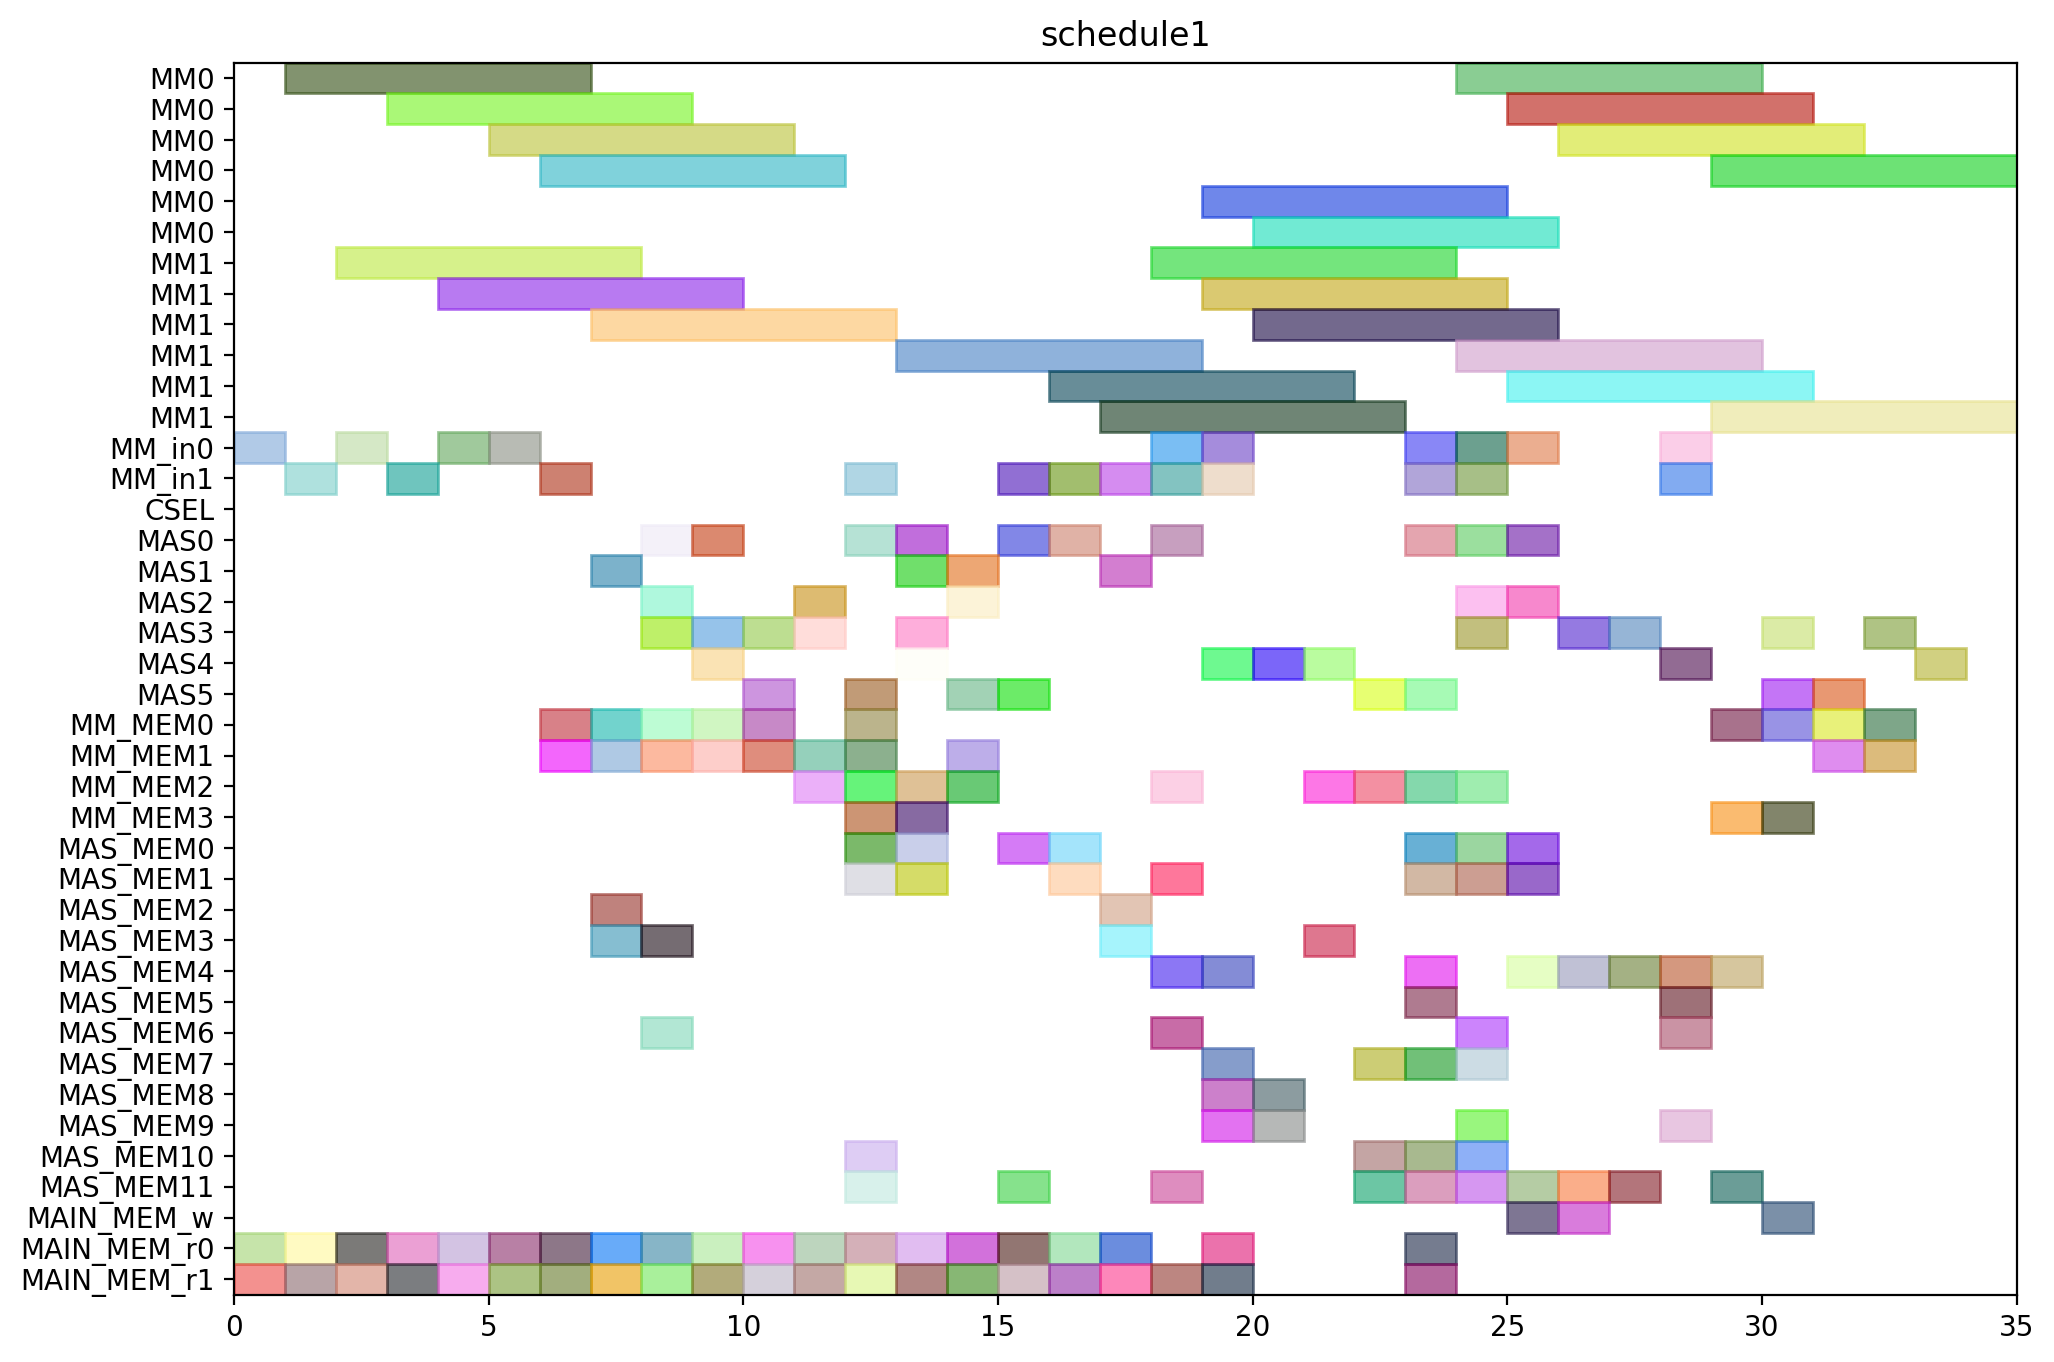 schedule1
MM0
MM0
MM0
MM0
MM0
MM0
MM1
MM1
MM1
MM1
MM1
MM1
MM_in0
MM_in1
CSEL
MAS0
MAS1
MAS2
MAS3
MAS4
MAS5
MM_MEM0
MM_MEM1
MM_MEM2
MM_MEM3
MAS_MEM0
MAS_MEM1
MAS_MEM2
MAS_MEM3
MAS_MEM4
MAS_MEM5
MAS_MEM6
MAS_MEM7
MAS_MEM8
MAS_MEM9
MAS_MEM10
MAS_MEM11
MAIN_MEM_w
MAIN_MEM_r0
MAIN_MEM_r1
0 5 10 15 20 25 30 35